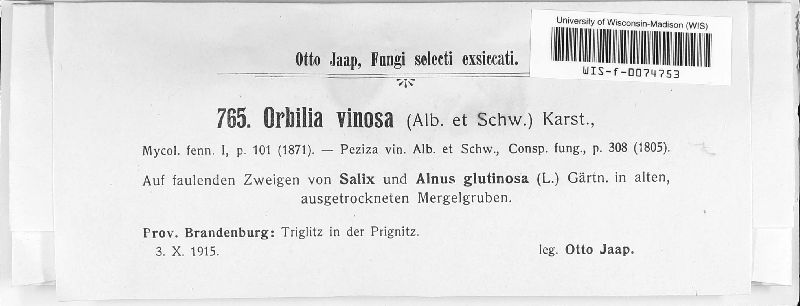 University of Wisconsin-Madison (WIS)
WIS-f-0074753
Otto Jaap, Fungi selecti exsiccati.
765. Orbilia vinosa (Alb. et Schw.) Karst.,
Mycol. fenn. I, p. 101 (1871). — Peziza vin. Alb. et Schw., Consp. fung., p. 308 (1805).
Auf faulenden Zweigen von Salix und Alnus glutinosa (L.) Gärtn. in alten,
ausgetrockneten Mergelgruben.
Prov. Brandenburg: Triglitz in der Prignitz.
3. X. 1915. leg. Otto Jaap.